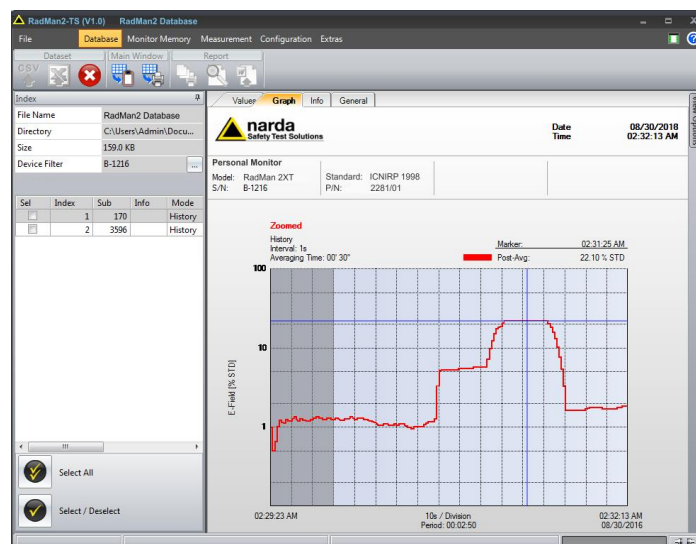 RadMan2-TS (V1.0) RadMan2 Database
File Database Monitor Memory Measurement Configuration Extras
Dataset Main Window Report
CSV
Index
File Name RadMan2 Database
Directory C:\Users\Admin\Docu...
Size 159.0 KB
Device Filter B-1216 ...
Sel Index Sub Info Mode
1 170 History
2 3596 History
Select All
Select / Deselect
Values Graph Info General
View Options
narda
Safety Test Solutions
Date 08/30/2016
Time 02:32:13 AM
Personal Monitor
Model: RadMan 2XT Standard: ICNIRP 1998
S/N: B-1216 P/N: 2281/01
Zoomed
History
Interval: 1s
Averaging Time: 00' 30"
Marker: 02:31:25 AM
Post-Avg: 22.10 % STD
100
10
1
E-Field [% STD]
02:29:23 AM 10s / Division 02:32:13 AM
Period: 00:02:50 08/30/2016